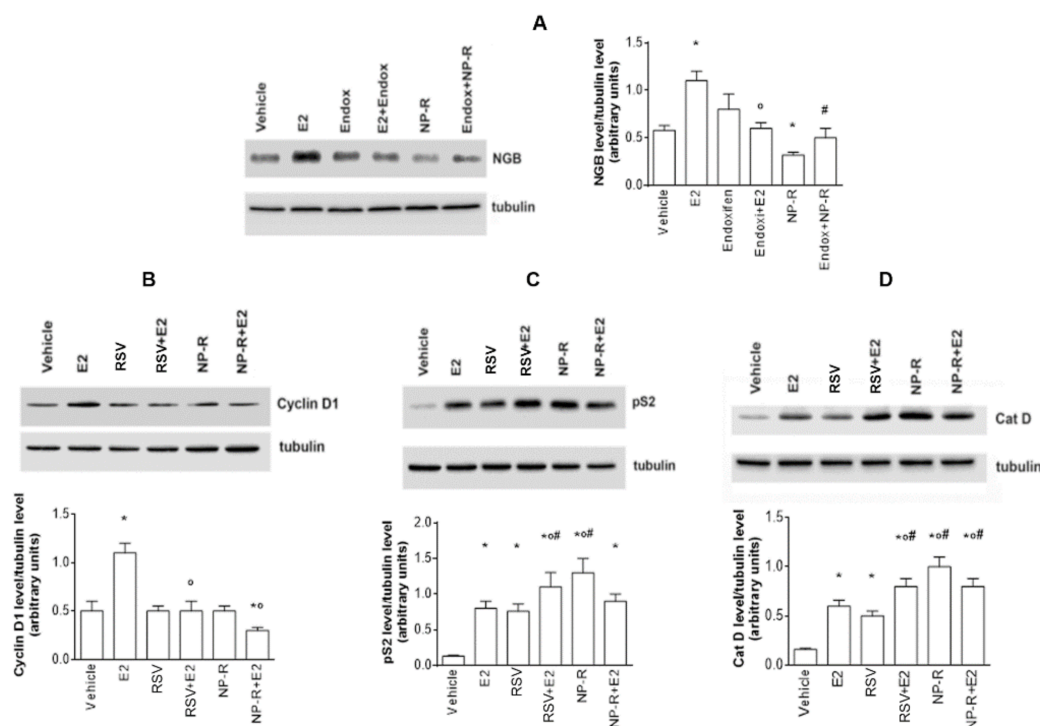 A
Vehicle
E2
Endox
E2+Endox
NP-R
Endox+NP-R
NGB
tubulin
NGB level/tubulin level
(arbitrary units)
1.5
1.0
0.5
0.0
*
o
*
#
Vehicle
E2
Endoxifen
Endoxi+E2
NP-R
Endox+NP-R
B
Vehicle
E2
RSV
RSV+E2
NP-R
NP-R+E2
Cyclin D1
tubulin
Cyclin D1 level/tubulin level
(arbitrary units)
1.5
1.0
0.5
0.0
*
o
*o
Vehicle
E2
RSV
RSV+E2
NP-R
NP-R+E2
C
Vehicle
E2
RSV
RSV+E2
NP-R
NP-R+E2
pS2
tubulin
pS2 level/tubulin level
(arbitrary units)
2.0
1.5
1.0
0.5
0.0
*
*
*o#
*o#
*
Vehicle
E2
RSV
RSV+E2
NP-R
NP-R+E2
D
Vehicle
E2
RSV
RSV+E2
NP-R
NP-R+E2
Cat D
tubulin
Cat D level/tubulin level
(arbitrary units)
1.5
1.0
0.5
0.0
*
*
*o#
*o#
*o#
Vehicle
E2
RSV
RSV+E2
NP-R
NP-R+E2